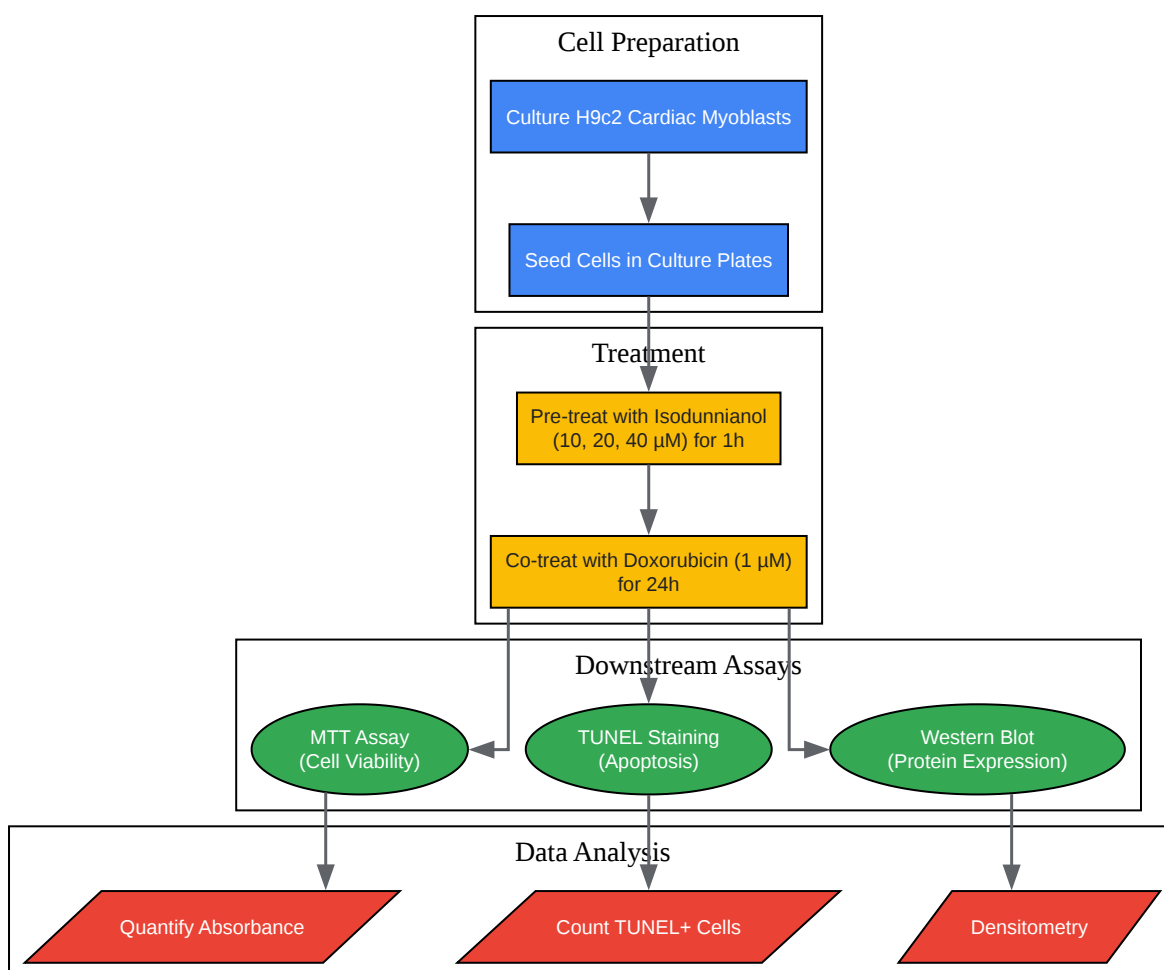 Cell Preparation
Culture H9c2 Cardiac Myoblasts
Seed Cells in Culture Plates
Treatment
Pre-treat with Isodunnianol
(10, 20, 40 µM) for 1h
Co-treat with Doxorubicin (1 µM)
for 24h
Downstream Assays
MTT Assay
(Cell Viability)
TUNEL Staining
(Apoptosis)
Western Blot
(Protein Expression)
Data Analysis
Quantify Absorbance
Count TUNEL+ Cells
Densitometry